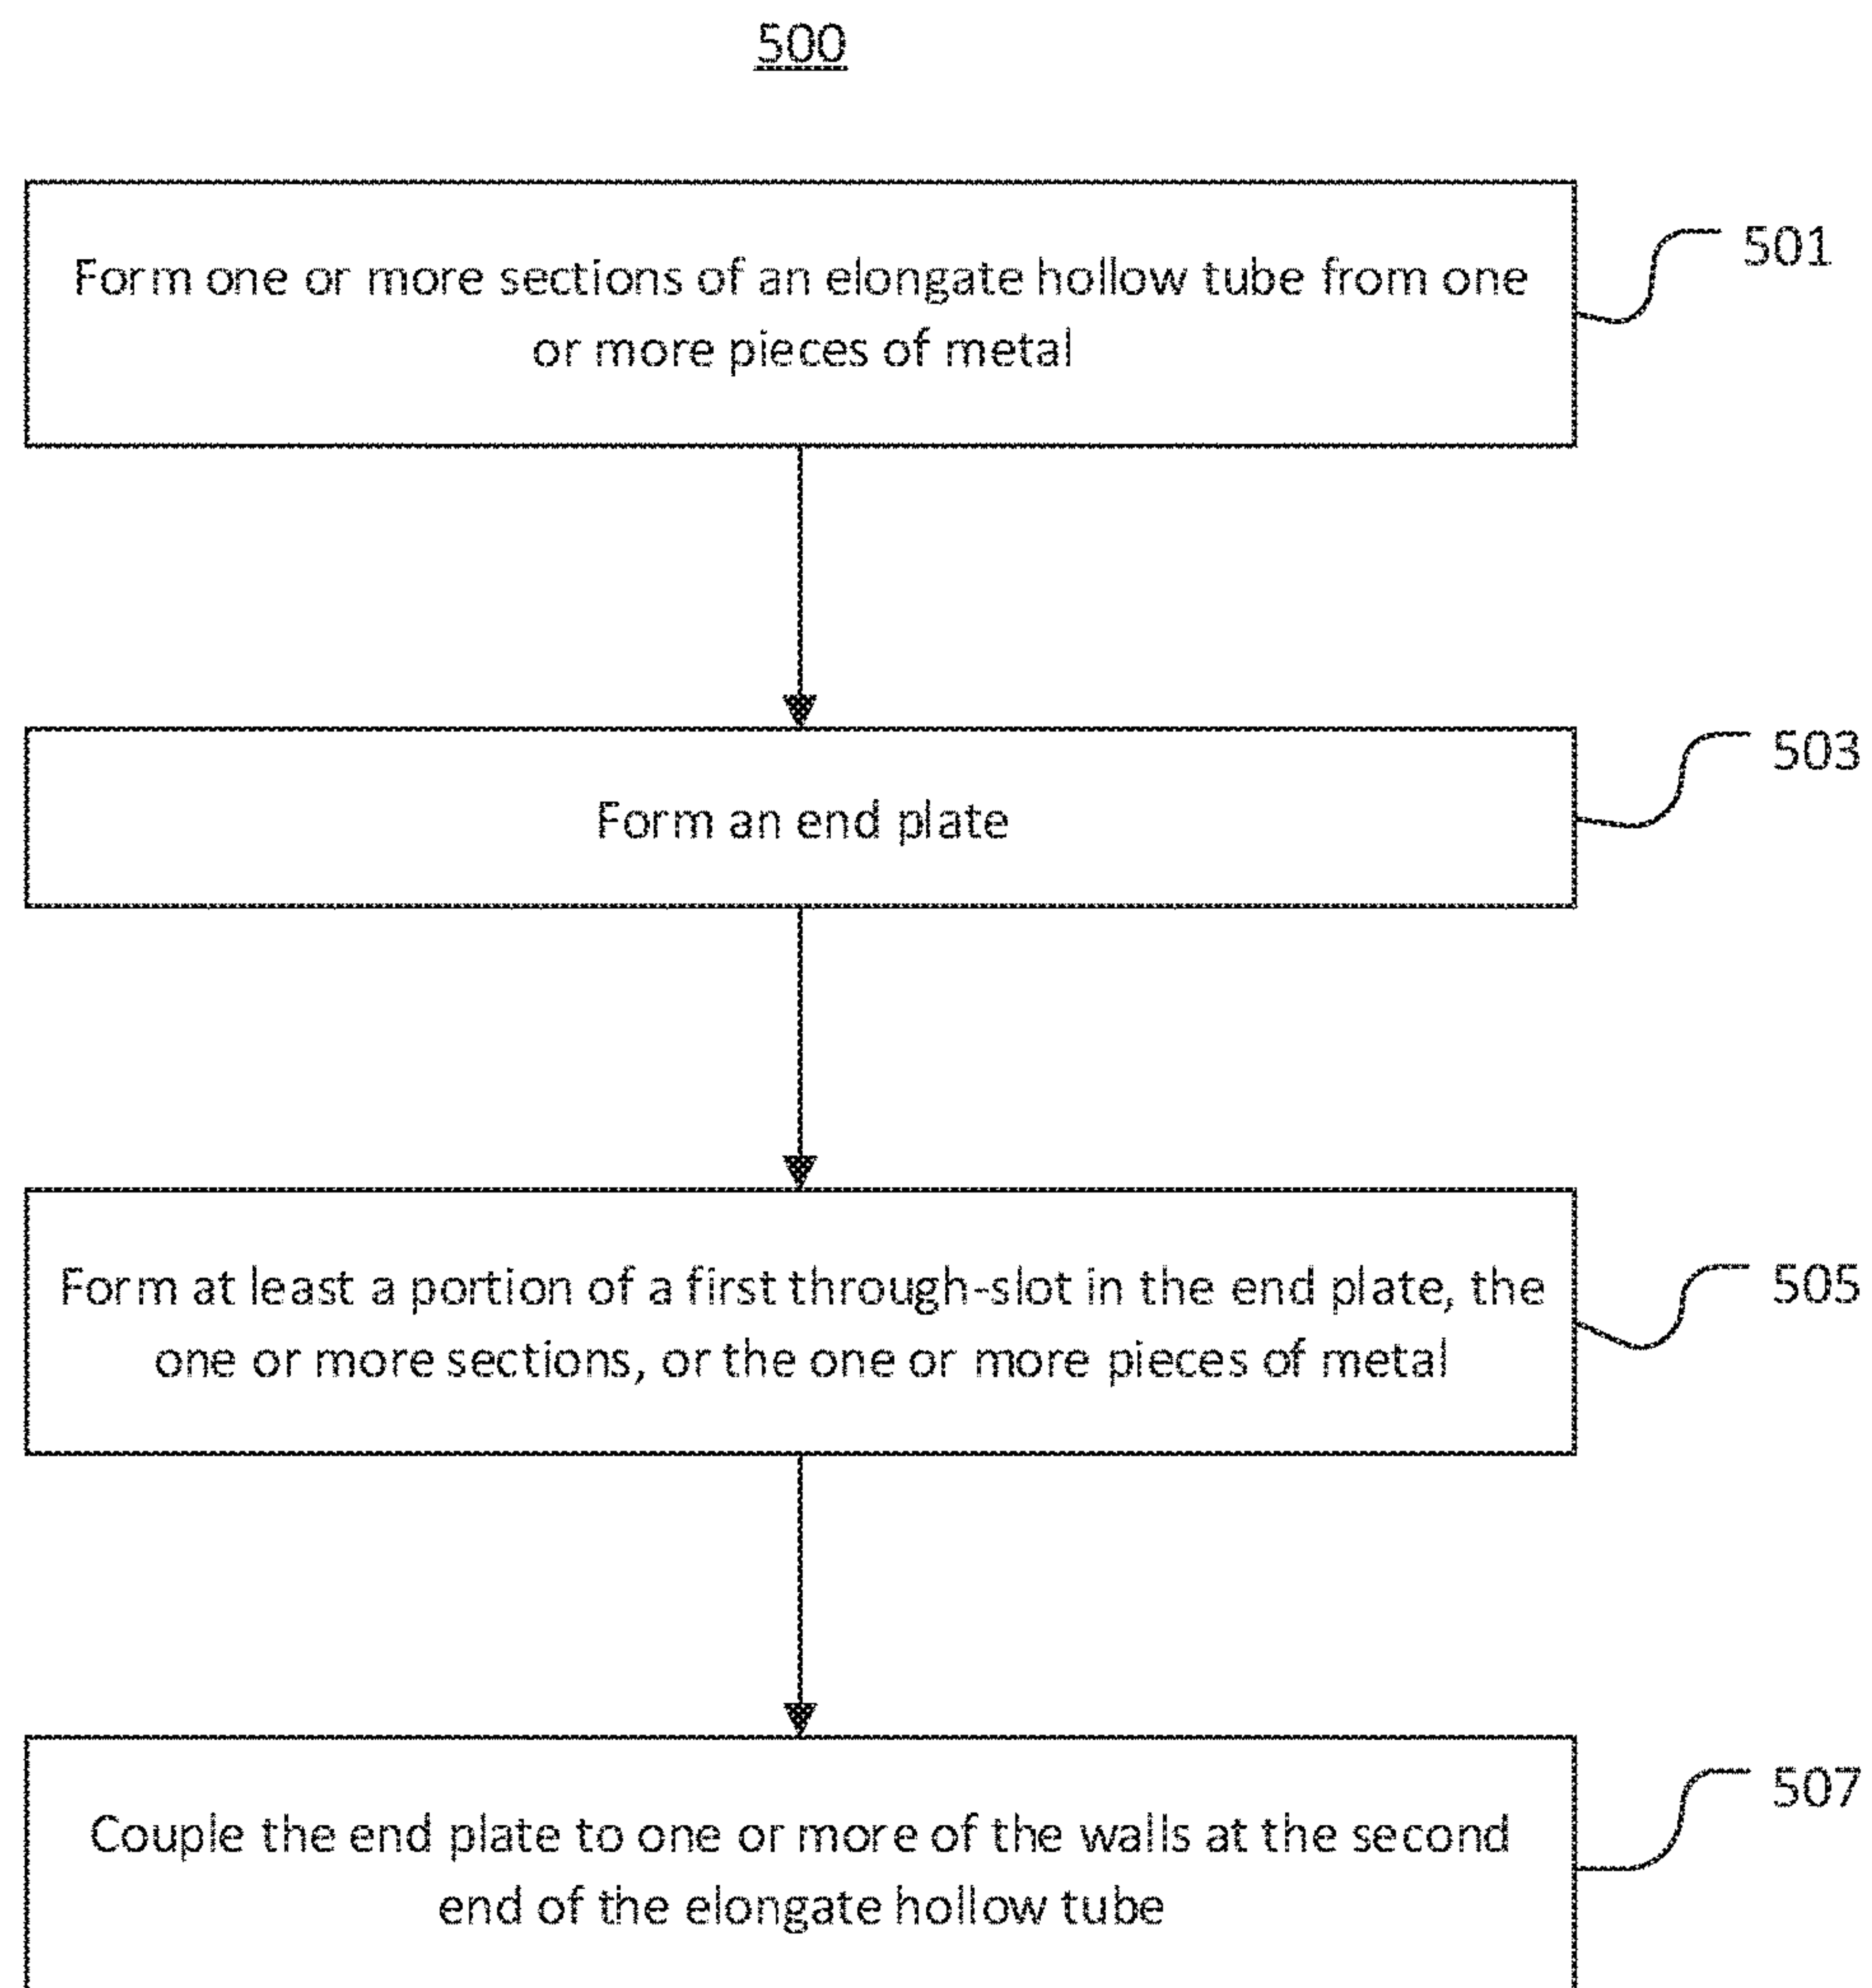 500
Form one or more sections of an elongate hollow tube from one
or more pieces of metal
501
Form an end plate
503
Form at least a portion of a first through-slot in the end plate, the
one or more sections, or the one or more pieces of metal
505
Couple the end plate to one or more of the walls at the second
end of the elongate hollow tube
507